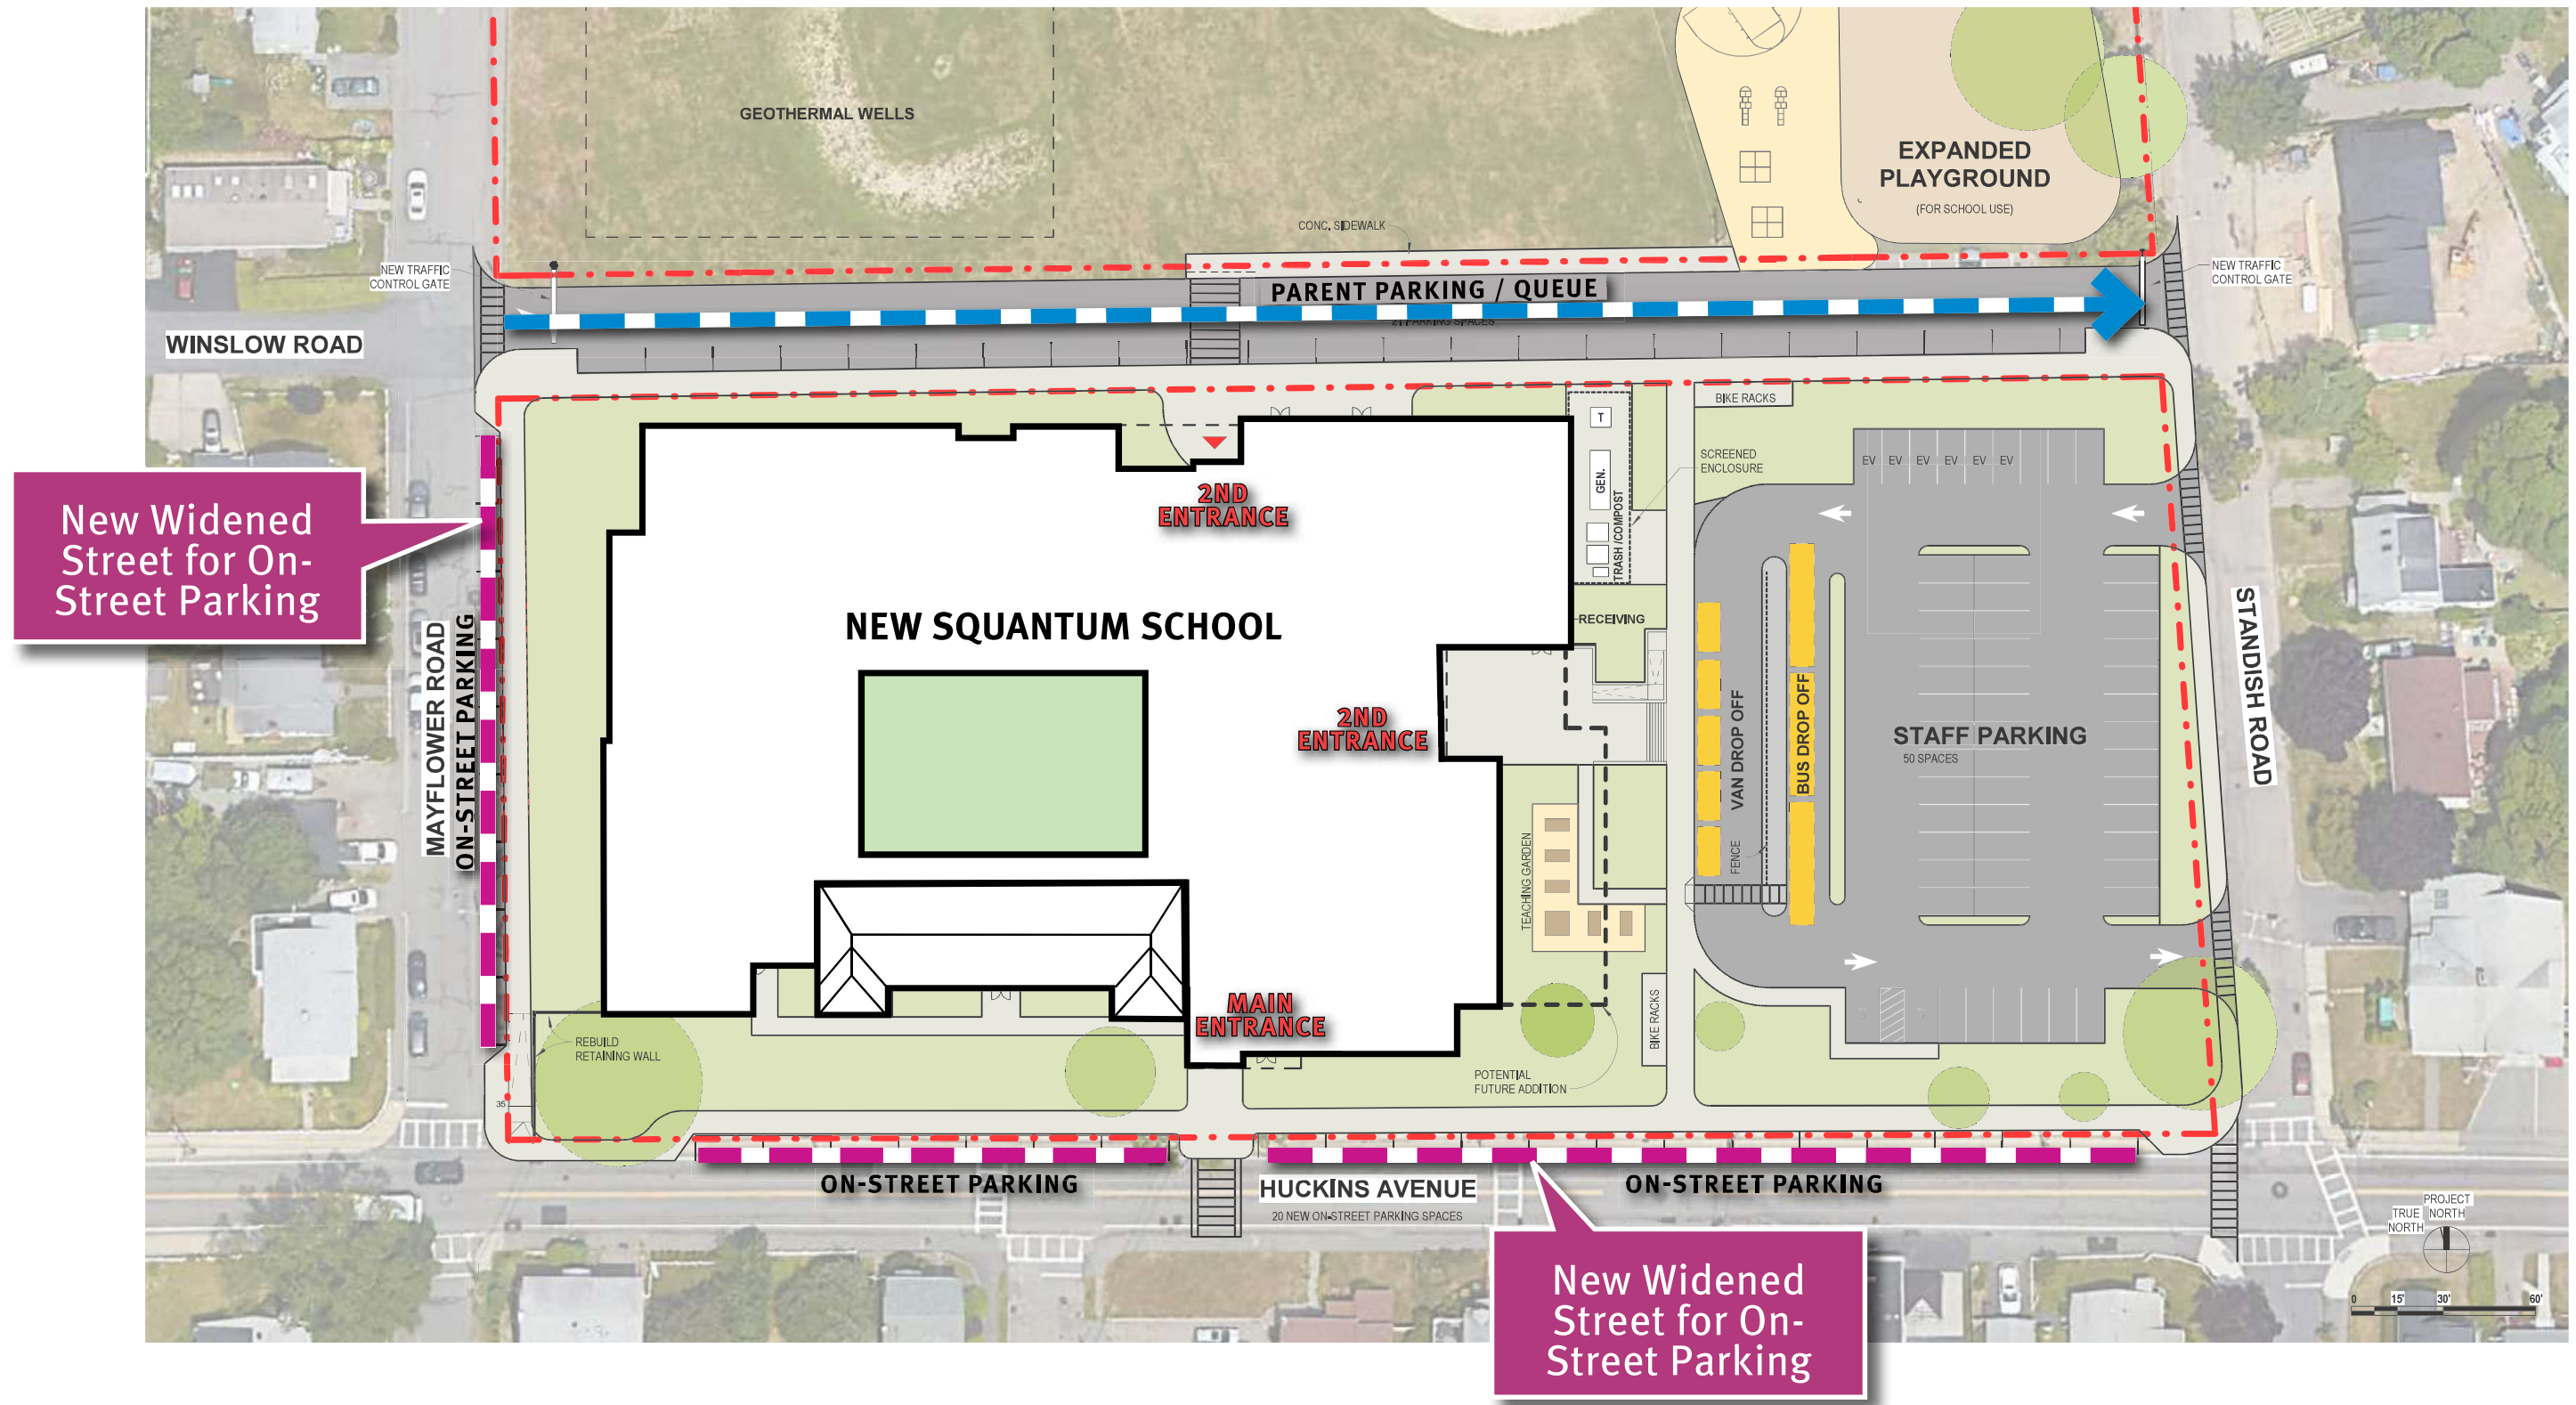 GEOTHERMAL WELLS
EXPANDED
PLAYGROUND
(FOR SCHOOL USE)
CONC. SIDEWALK
NEW TRAFFIC
CONTROL GATE
NEW TRAFFIC
CONTROL GATE
PARENT PARKING / QUEUE
21 PARKING SPACES
WINSLOW ROAD
BIKE RACKS
T
GEN.
TRASH /COMPOST
SCREENED
ENCLOSURE
EV EV EV EV EV EV
2ND
ENTRANCE
New Widened
Street for On-
Street Parking
MAYFLOWER ROAD
ON-STREET PARKING
NEW SQUANTUM SCHOOL
RECEIVING
2ND
ENTRANCE
VAN DROP OFF
BUS DROP OFF
STAFF PARKING
50 SPACES
STANDISH ROAD
FENCE
TEACHING GARDEN
MAIN
ENTRANCE
BIKE RACKS
REBUILD
RETAINING WALL
POTENTIAL
FUTURE ADDITION
35
ON-STREET PARKING
HUCKINS AVENUE
20 NEW ON-STREET PARKING SPACES
ON-STREET PARKING
New Widened
Street for On-
Street Parking
PROJECT
NORTH
TRUE
NORTH
0 15' 30' 60'